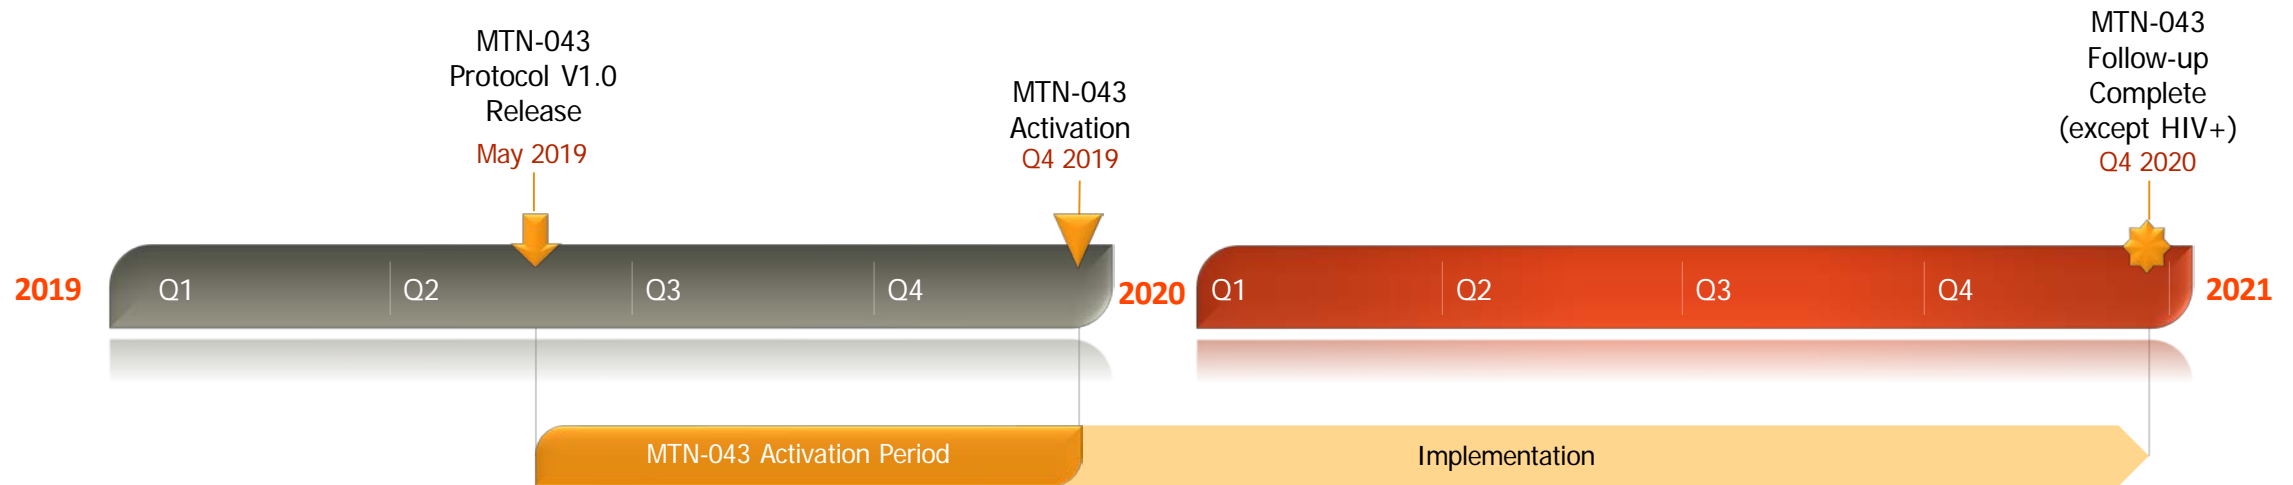 MTN-043
Protocol V1.0
Release
May 2019
MTN-043
Activation
Q4 2019
MTN-043
Follow-up
Complete
(except HIV+)
Q4 2020
2019 Q1 Q2 Q3 Q4 2020 Q1 Q2 Q3 Q4 2021
MTN-043 Activation Period
Implementation